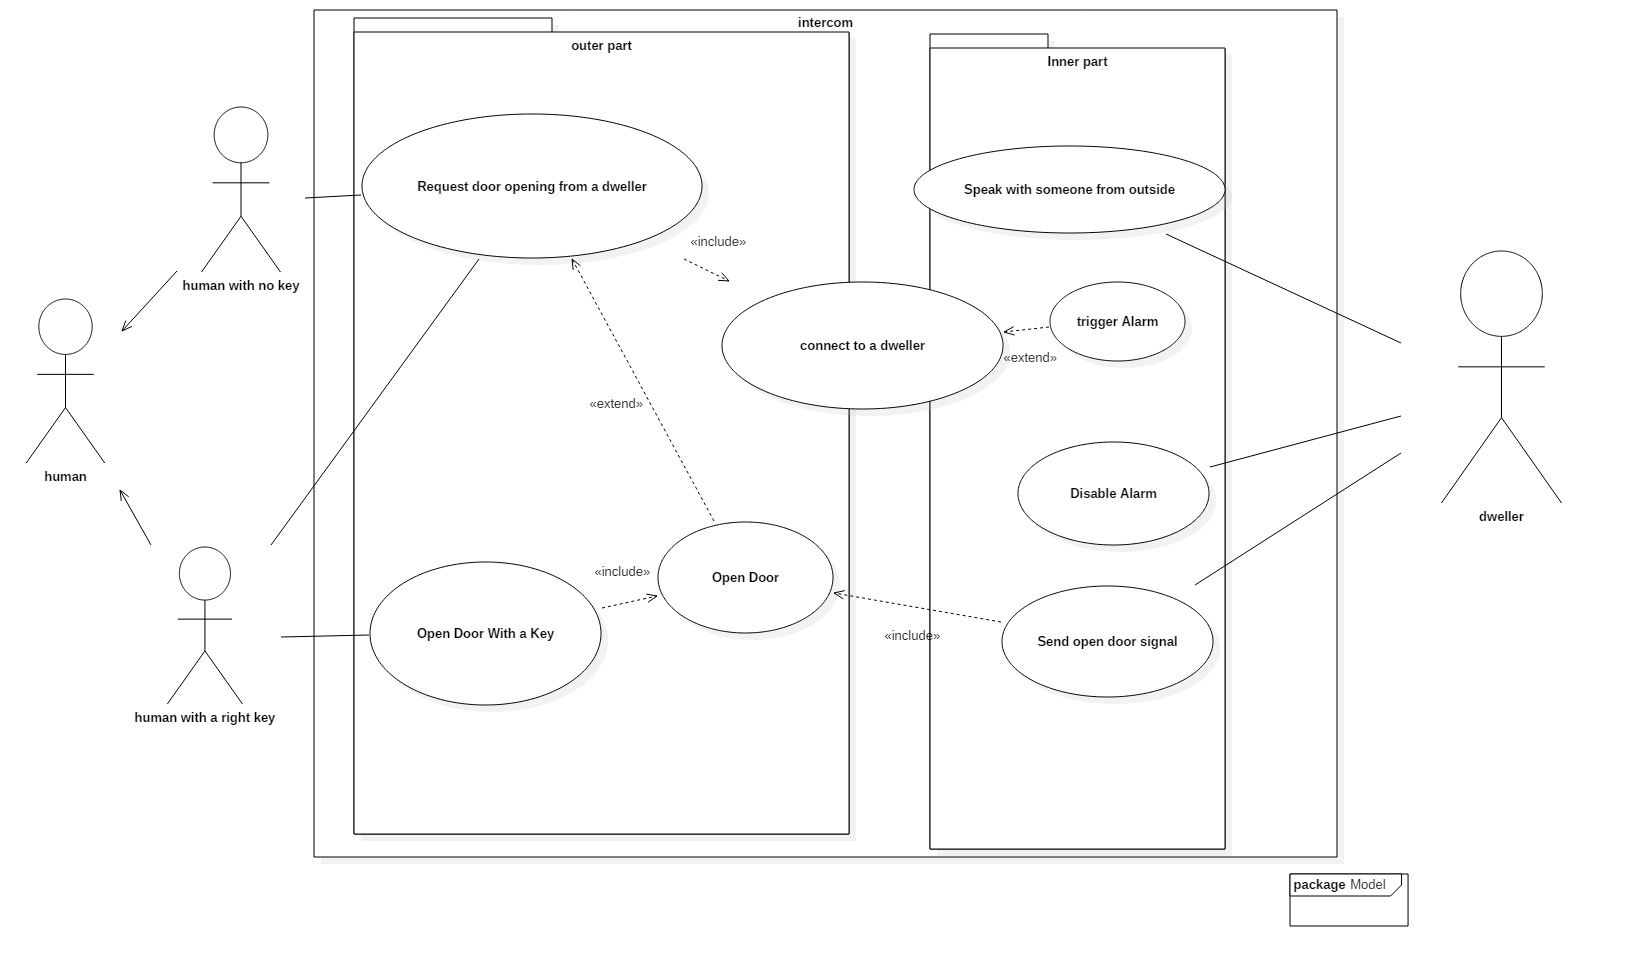 intercom
outer part
Inner part
Request door opening from a dweller
Speak with someone from outside
«include»
human with no key
trigger Alarm
connect to a dweller
«extend»
«extend»
human
Disable Alarm
dweller
«include»
Open Door
Open Door With a Key
«include»
Send open door signal
human with a right key
package Model